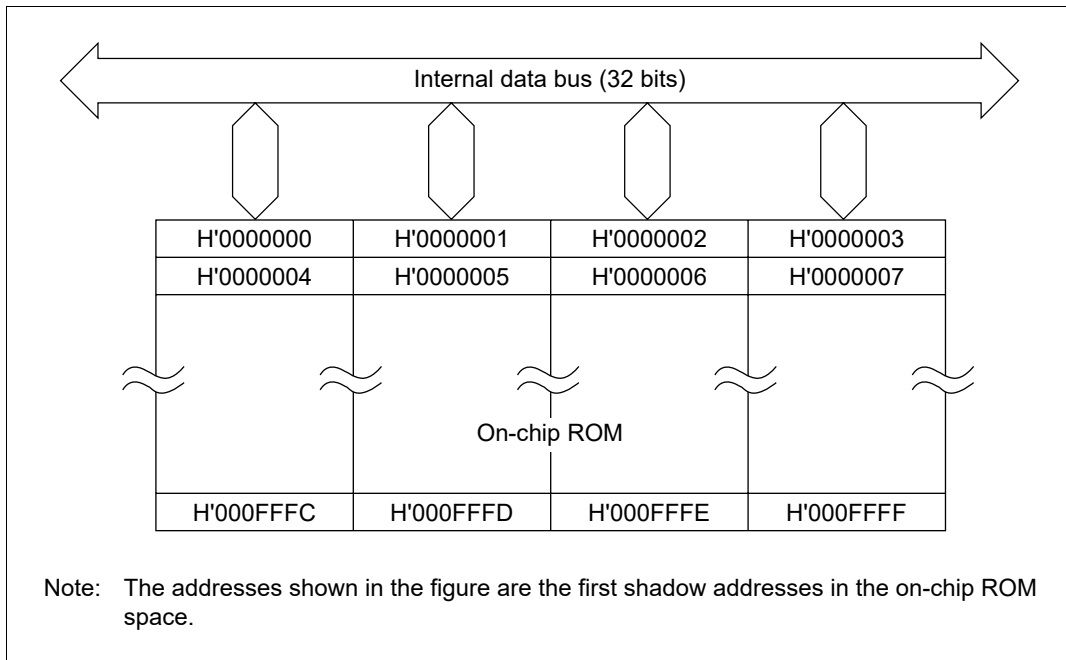 Internal data bus (32 bits)
H'0000000 H'0000001 H'0000002 H'0000003
H'0000004 H'0000005 H'0000006 H'0000007
On-chip ROM
H'000FFFC H'000FFFD H'000FFFE H'000FFFF
Note: The addresses shown in the figure are the first shadow addresses in the on-chip ROM
space.